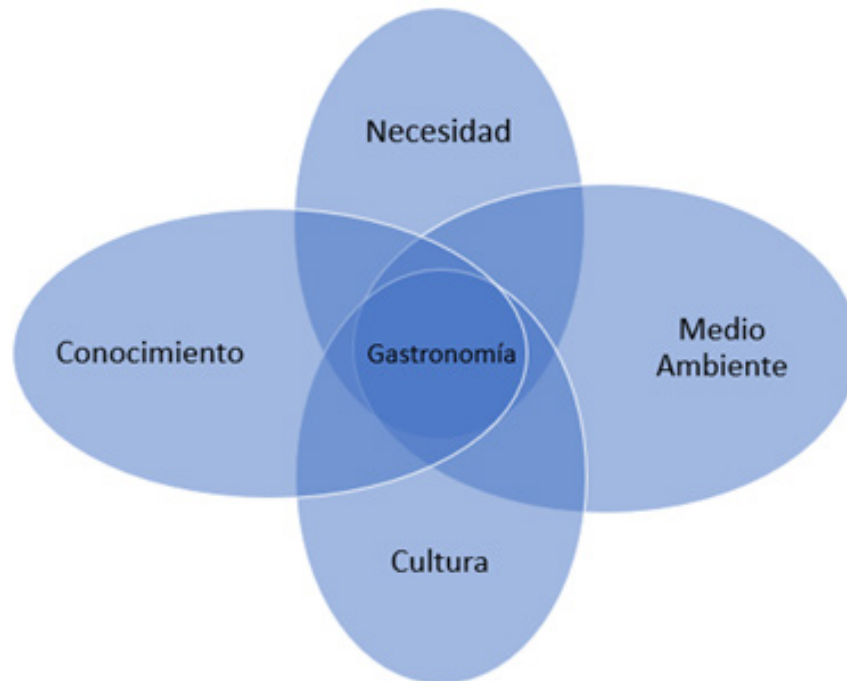 Necesidad
Conocimiento
Gastronomía
Medio
Ambiente
Cultura